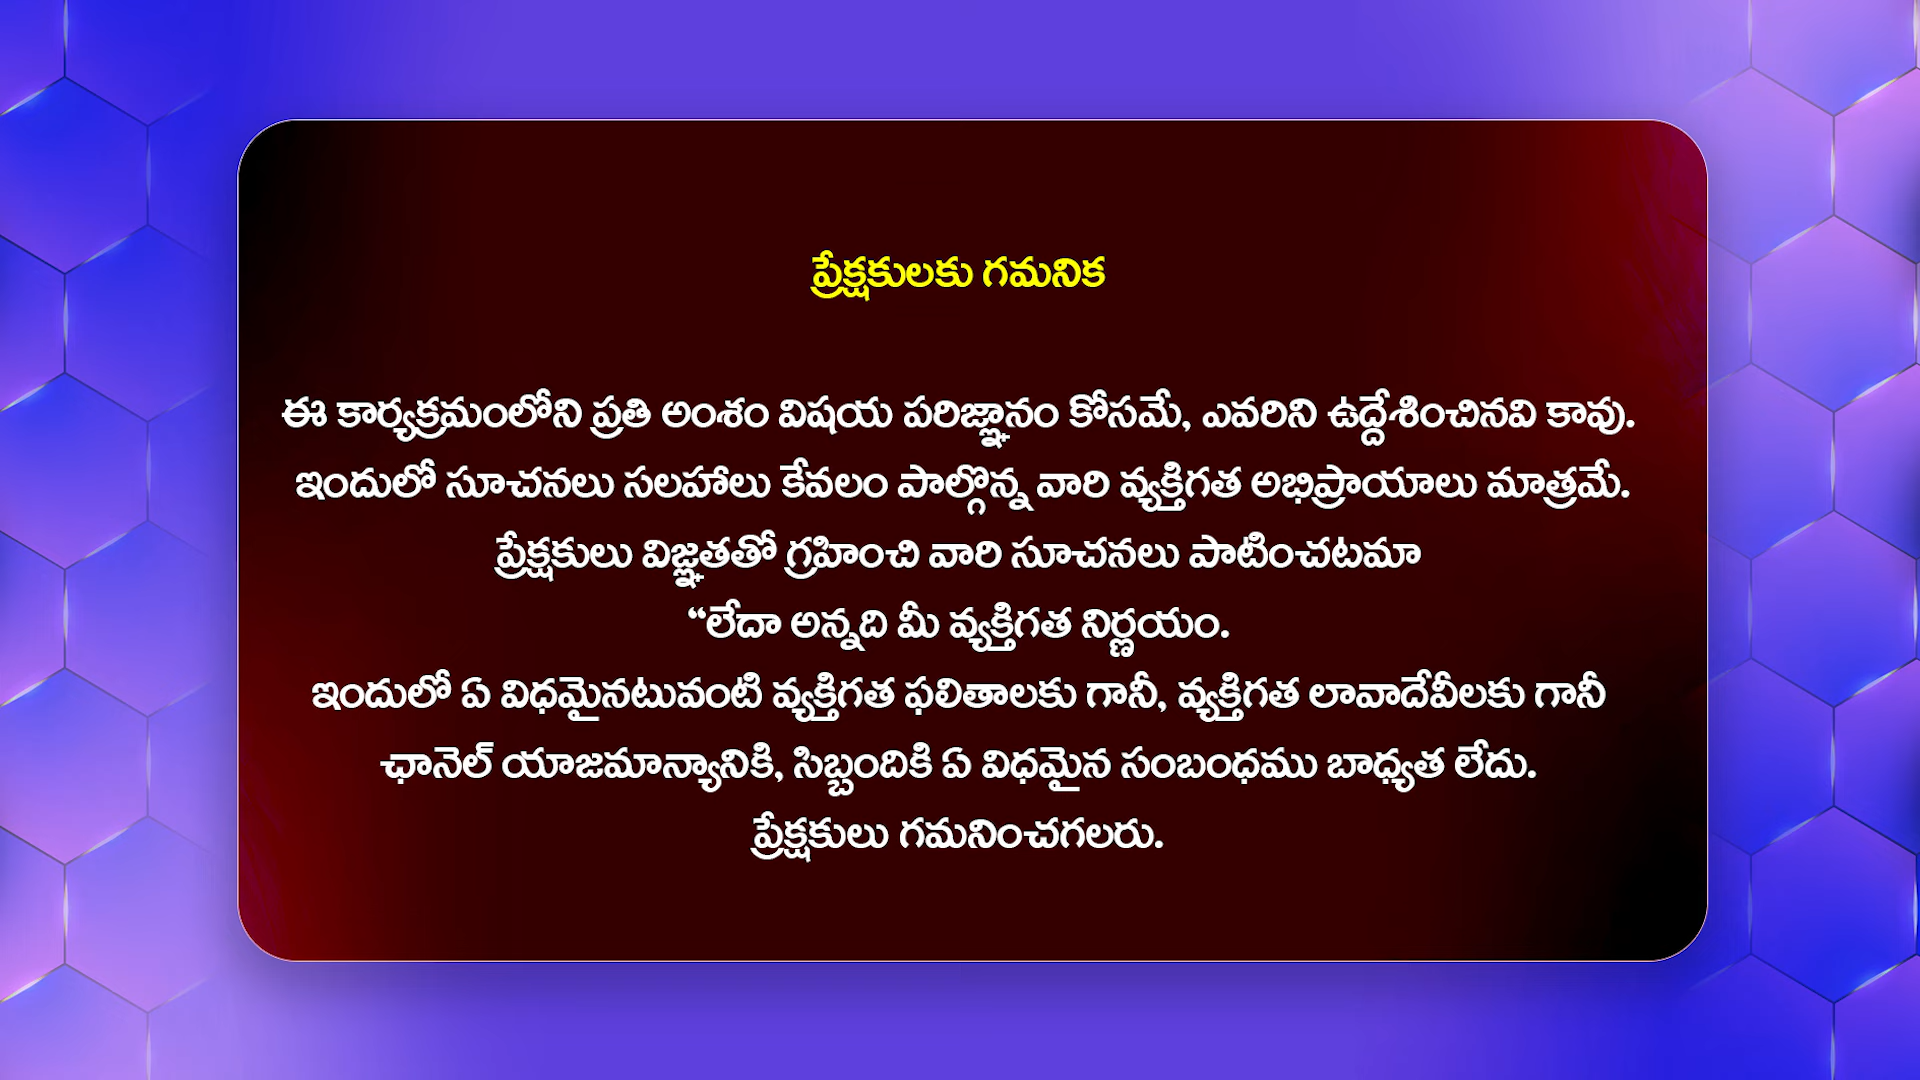 ప్రేక్షకులకు గమనిక
ఈ కార్యక్రమంలోని ప్రతి అంశం విషయ పరిజ్ఞానం కోసమే, ఎవరిని ఉద్దేశించినవి కావు.
ఇందులో సూచనలు సలహాలు కేవలం పాల్గొన్న వారి వ్యక్తిగత అభిప్రాయాలు మాత్రమే.
ప్రేక్షకులు విజ్ఞతతో గ్రహించి వారి సూచనలు పాటించటమా
“లేదా అన్నది మీ వ్యక్తిగత నిర్ణయం.
ఇందులో ఏ విధమైనటువంటి వ్యక్తిగత ఫలితాలకు గానీ, వ్యక్తిగత లావాదేవీలకు గానీ
ఛానెల్ యాజమాన్యానికి, సిబ్బందికి ఏ విధమైన సంబంధము బాధ్యత లేదు.
ప్రేక్షకులు గమనించగలరు.